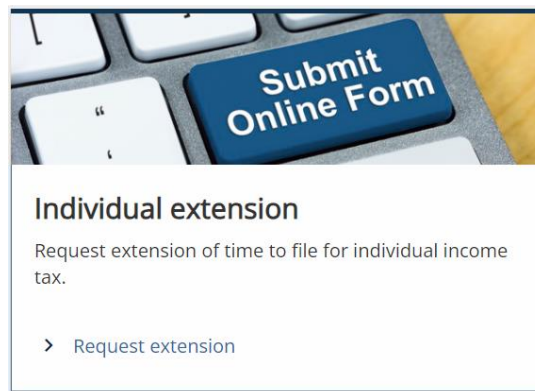 [
Submit
Online Form
“
‘
Individual extension
Request extension of time to file for individual income
tax.
Request extension